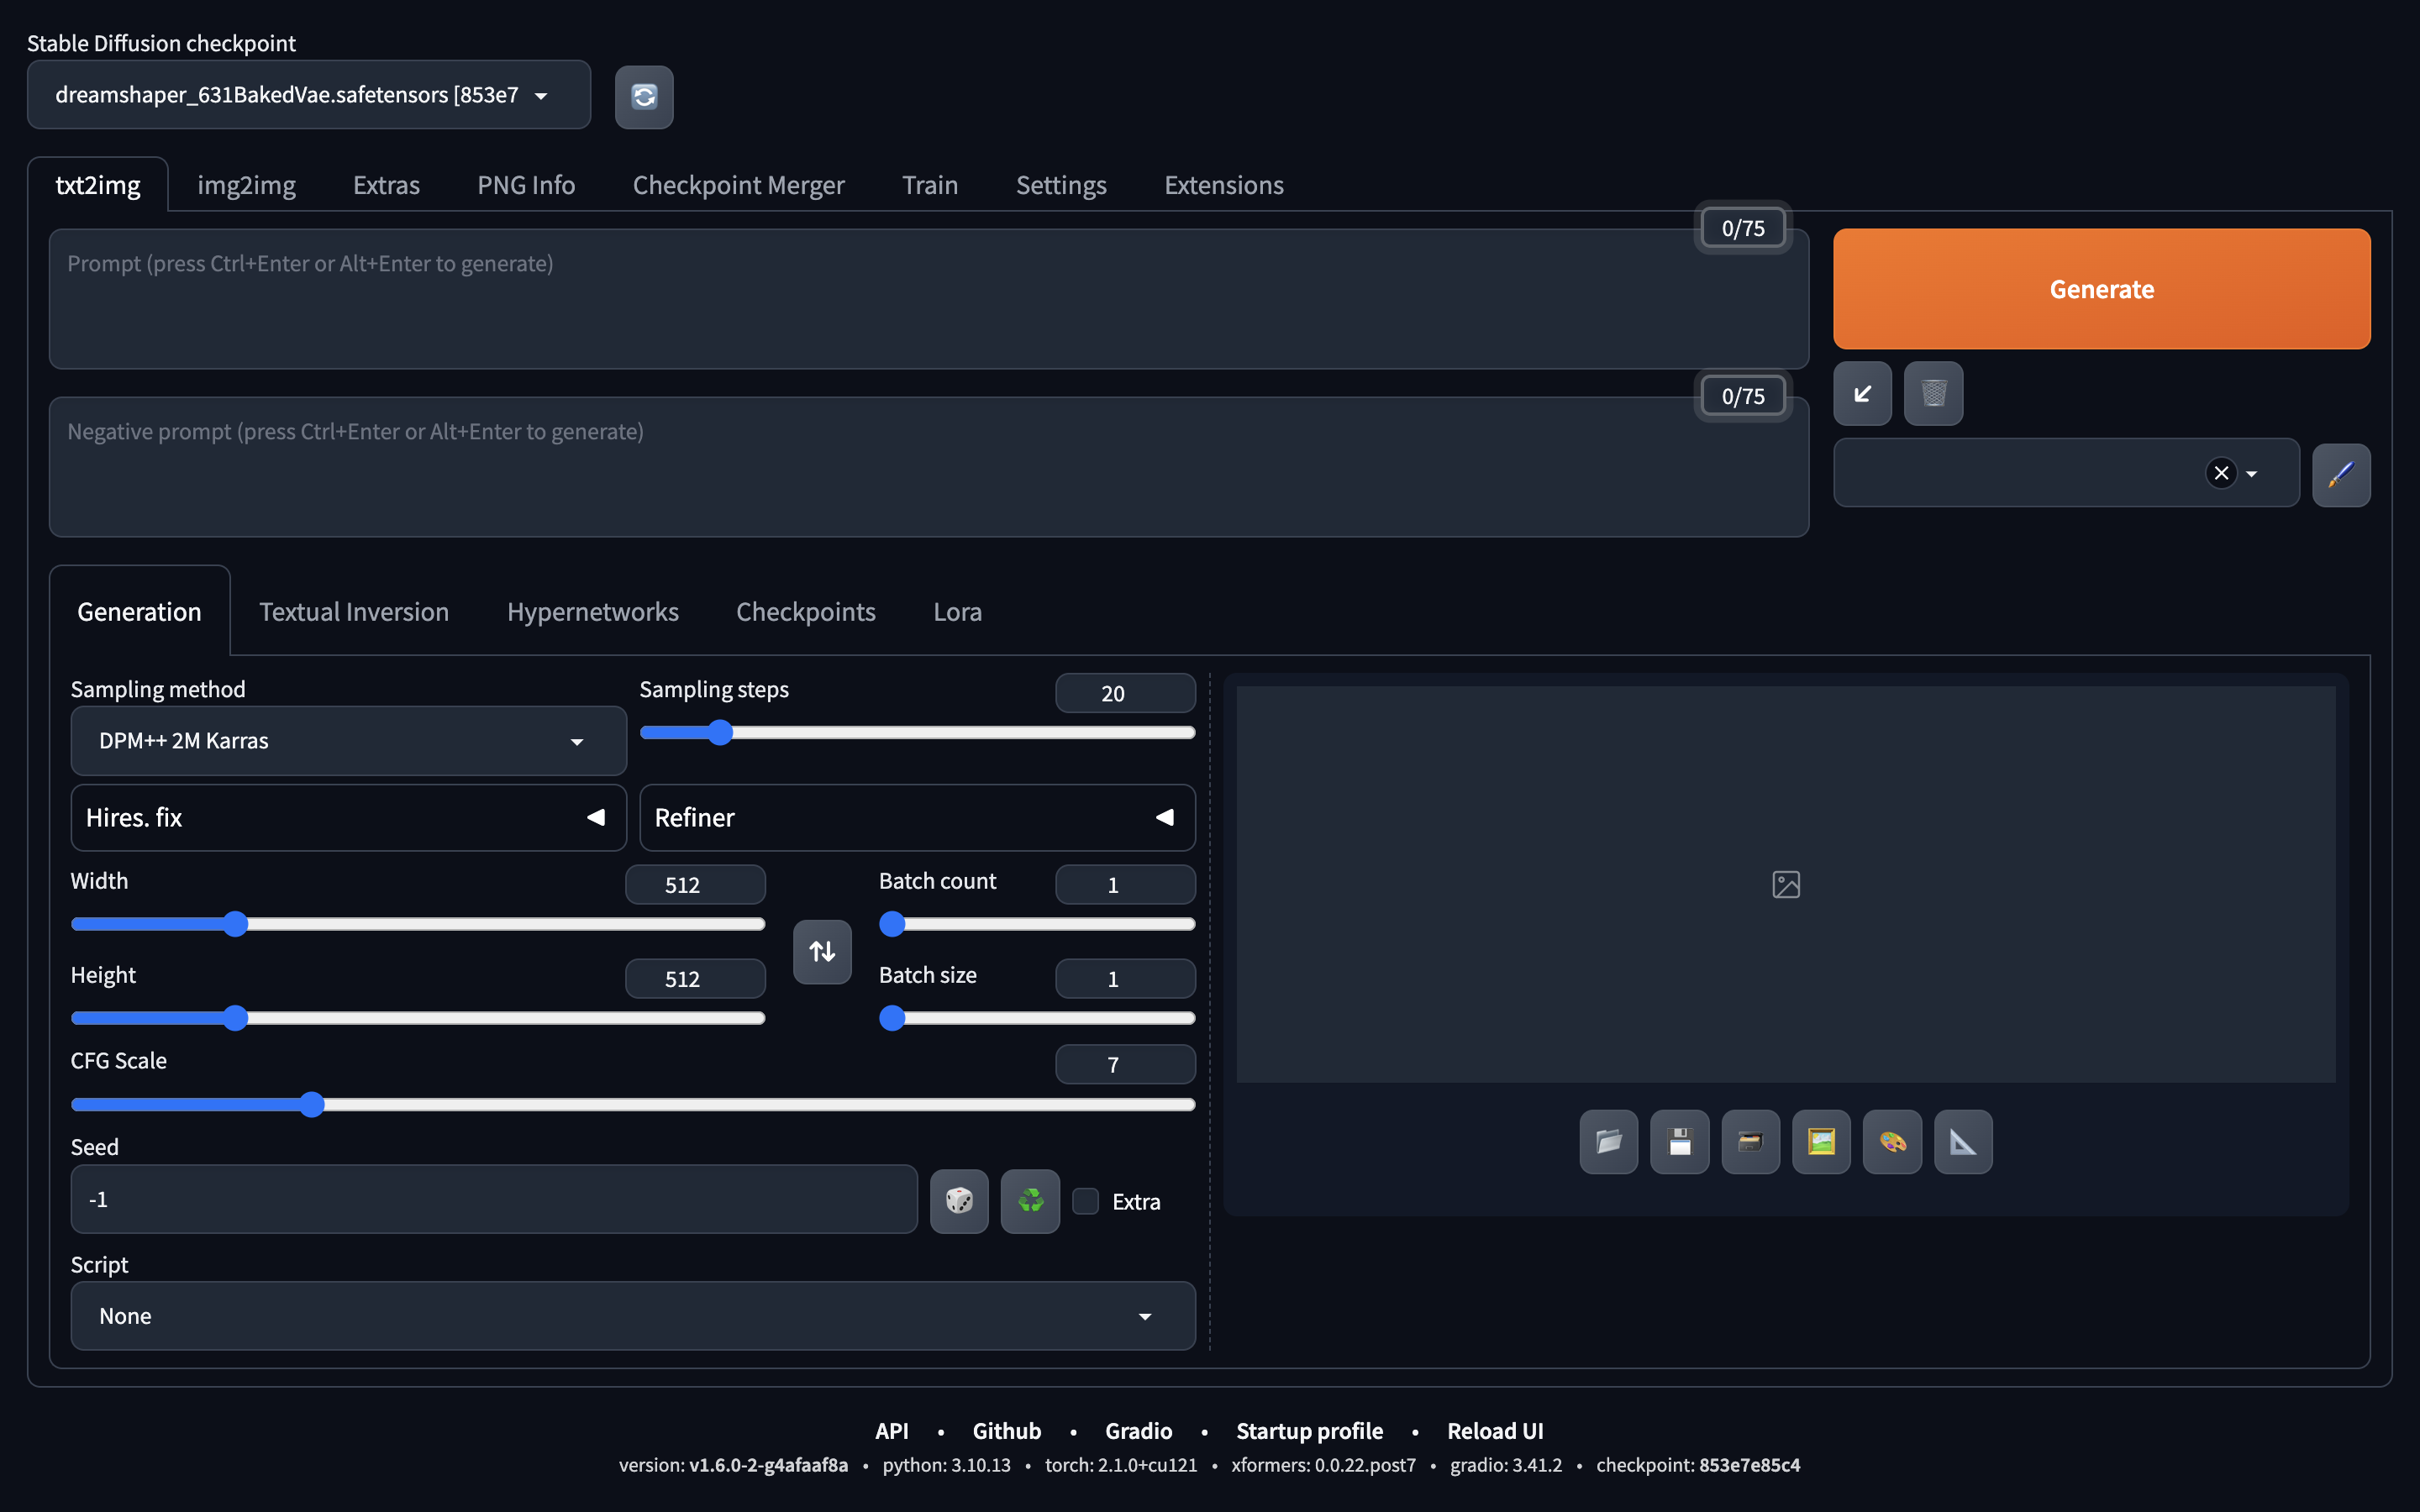 Stable Diffusion checkpoint
dreamshaper_631BakedVae.safetensors [853e7
txt2img img2img Extras PNG Info Checkpoint Merger Train Settings Extensions
0/75
Prompt (press Ctrl+Enter or Alt+Enter to generate)
Generate
0/75
Negative prompt (press Ctrl+Enter or Alt+Enter to generate)
Generation Textual Inversion Hypernetworks Checkpoints Lora
Sampling method
DPM++ 2M Karras
Sampling steps 20
Hires. fix
Refiner
Width 512
Batch count 1
Height 512
Batch size 1
CFG Scale 7
Seed
-1
Extra
Script
None
API • Github • Gradio • Startup profile • Reload UI
version: v1.6.0-2-g4afaaf8a • python: 3.10.13 • torch: 2.1.0+cu121 • xformers: 0.0.22.post7 • gradio: 3.41.2 • checkpoint: 853e7e85c4